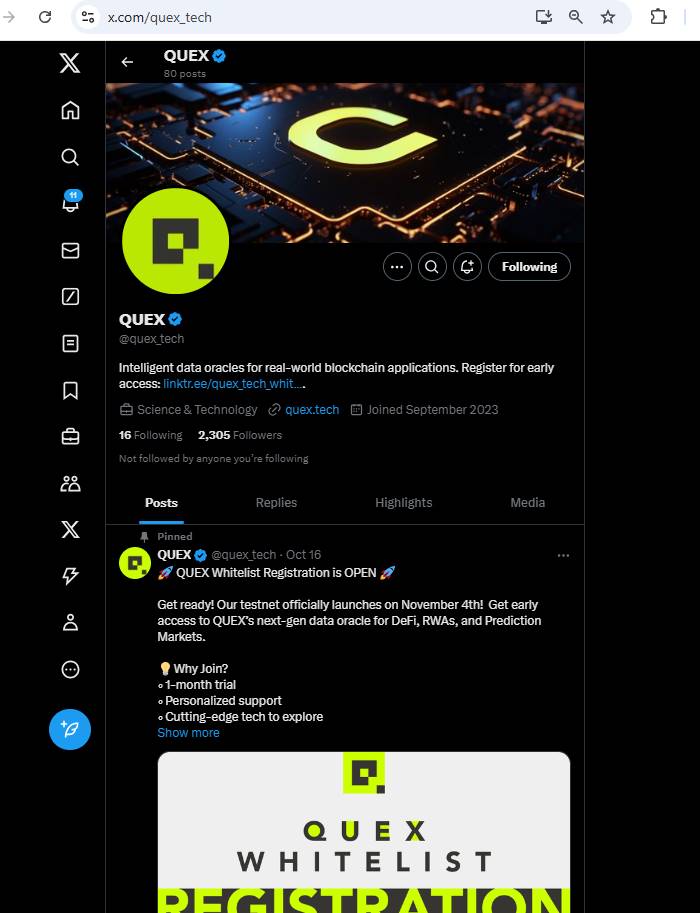 x.com/quex_tech
QUEX
80 posts
11
Following
QUEX
@quex_tech
Intelligent data oracles for real-world blockchain applications. Register for early
access: linktr.ee/quex_tech_whit….
Science & Technology quex.tech Joined September 2023
16 Following 2,305 Followers
Not followed by anyone you're following
Posts Replies Highlights Media
Pinned
QUEX @quex_tech · Oct 16
🚀 QUEX Whitelist Registration is OPEN 🚀
Get ready! Our testnet officially launches on November 4th! Get early
access to QUEX's next-gen data oracle for DeFi, RWAs, and Prediction
Markets.
💡Why Join?
∘ 1-month trial
∘ Personalized support
∘ Cutting-edge tech to explore
Show more
QUEX
WHITELIST
REGISTRATION